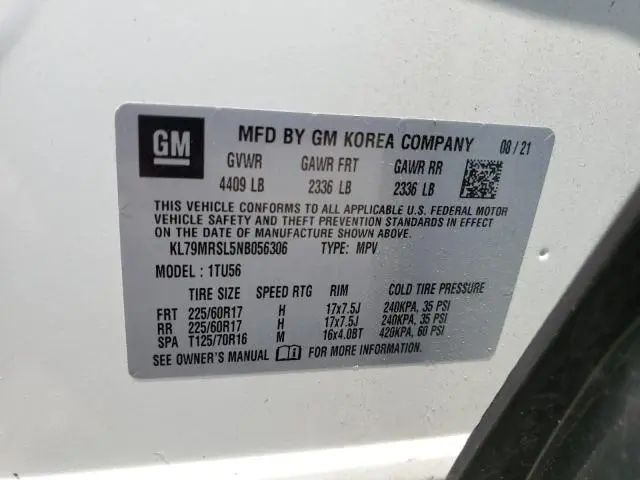 GM MFD BY GM KOREA COMPANY 08/21
GVWR GAWR FRT GAWR RR
4409 LB 2336 LB 2336 LB
THIS VEHICLE CONFORMS TO ALL APPLICABLE U.S. FEDERAL MOTOR
VEHICLE SAFETY AND THEFT PREVENTION STANDARDS IN EFFECT
ON THE DATE OF MANUFACTURE SHOWN ABOVE.
KL79MRSL5NB056306 TYPE: MPV
MODEL : 1TU56
TIRE SIZE SPEED RTG RIM COLD TIRE PRESSURE
FRT 225/60R17 H 17x7.5J 240KPA, 35 PSI
RR 225/60R17 H 17x7.5J 240KPA, 35 PSI
SPA T125/70R16 M 16x4.0BT 420KPA, 60 PSI
SEE OWNER'S MANUAL FOR MORE INFORMATION.